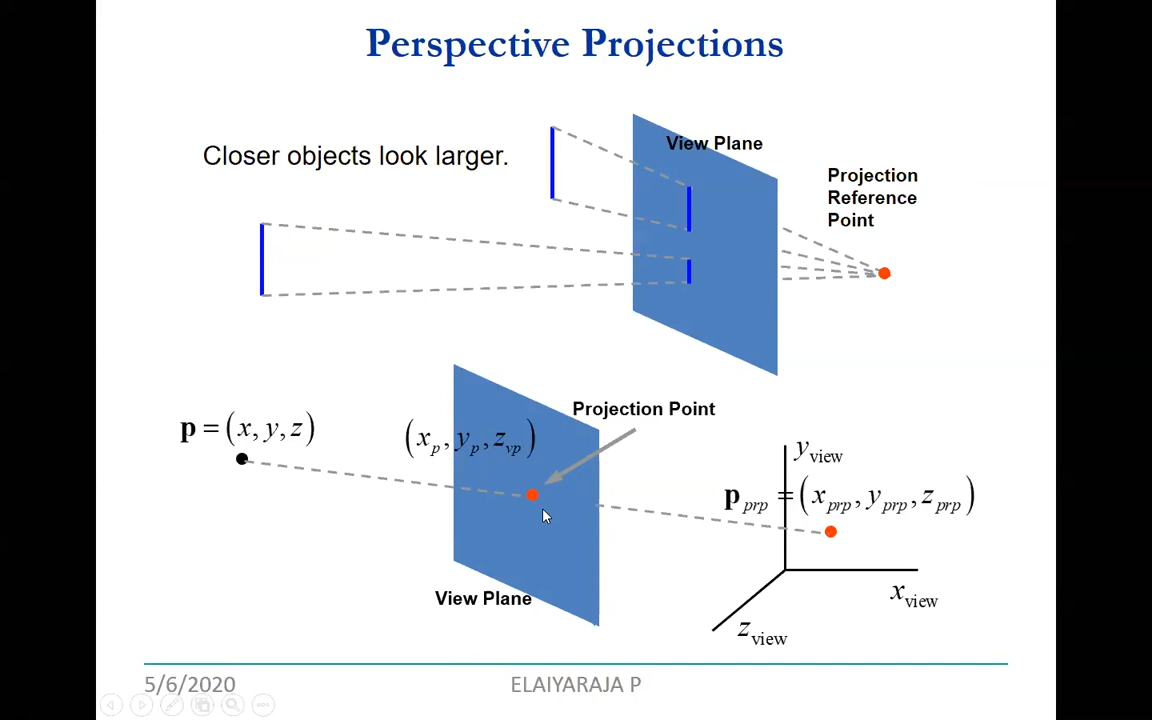 Perspective Projections
Closer objects look larger.
View Plane
Projection
Reference
Point
Projection Point
p = (x, y, z)
(x_p, y_p, z_vp)
y_view
p_prp = (x_prp, y_prp, z_prp)
View Plane
x_view
z_view
5/6/2020
ELAIYARAJA P